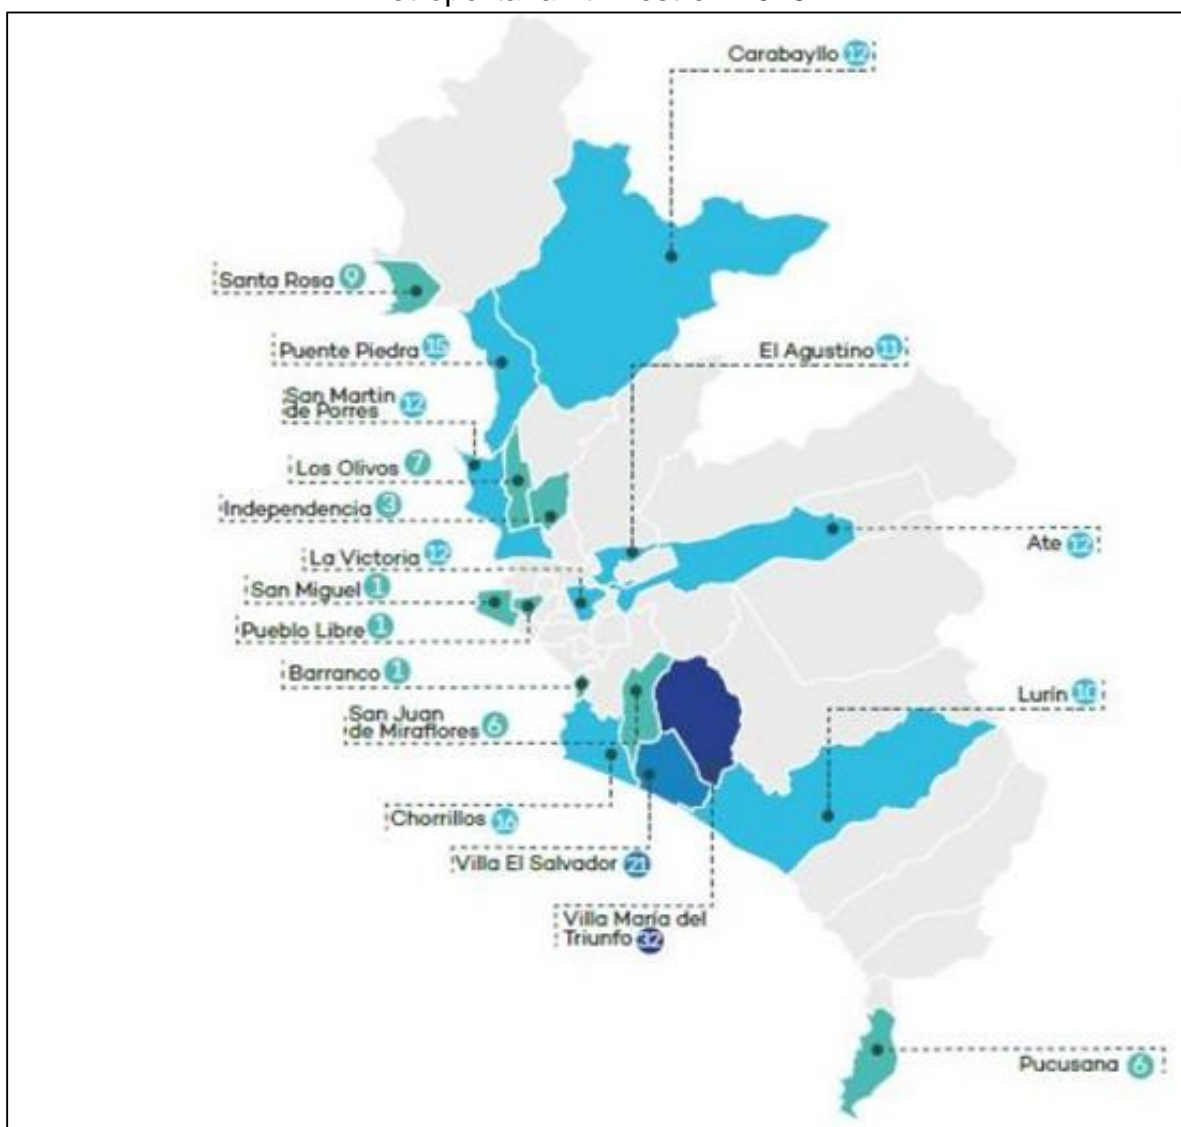 Carabayllo 12
Santa Rosa 9
Puente Piedra 15
El Agustino 11
San Martin
de Porres 12
Los Olivos 7
Independencia 3
La Victoria 12
Ate 12
San Miguel 1
Pueblo Libre 1
Barranco 1
Lurín 10
San Juan
de Miraflores 6
Chorrillos 16
Villa El Salvador 21
Villa María del
Triunfo 32
Pucusana 6